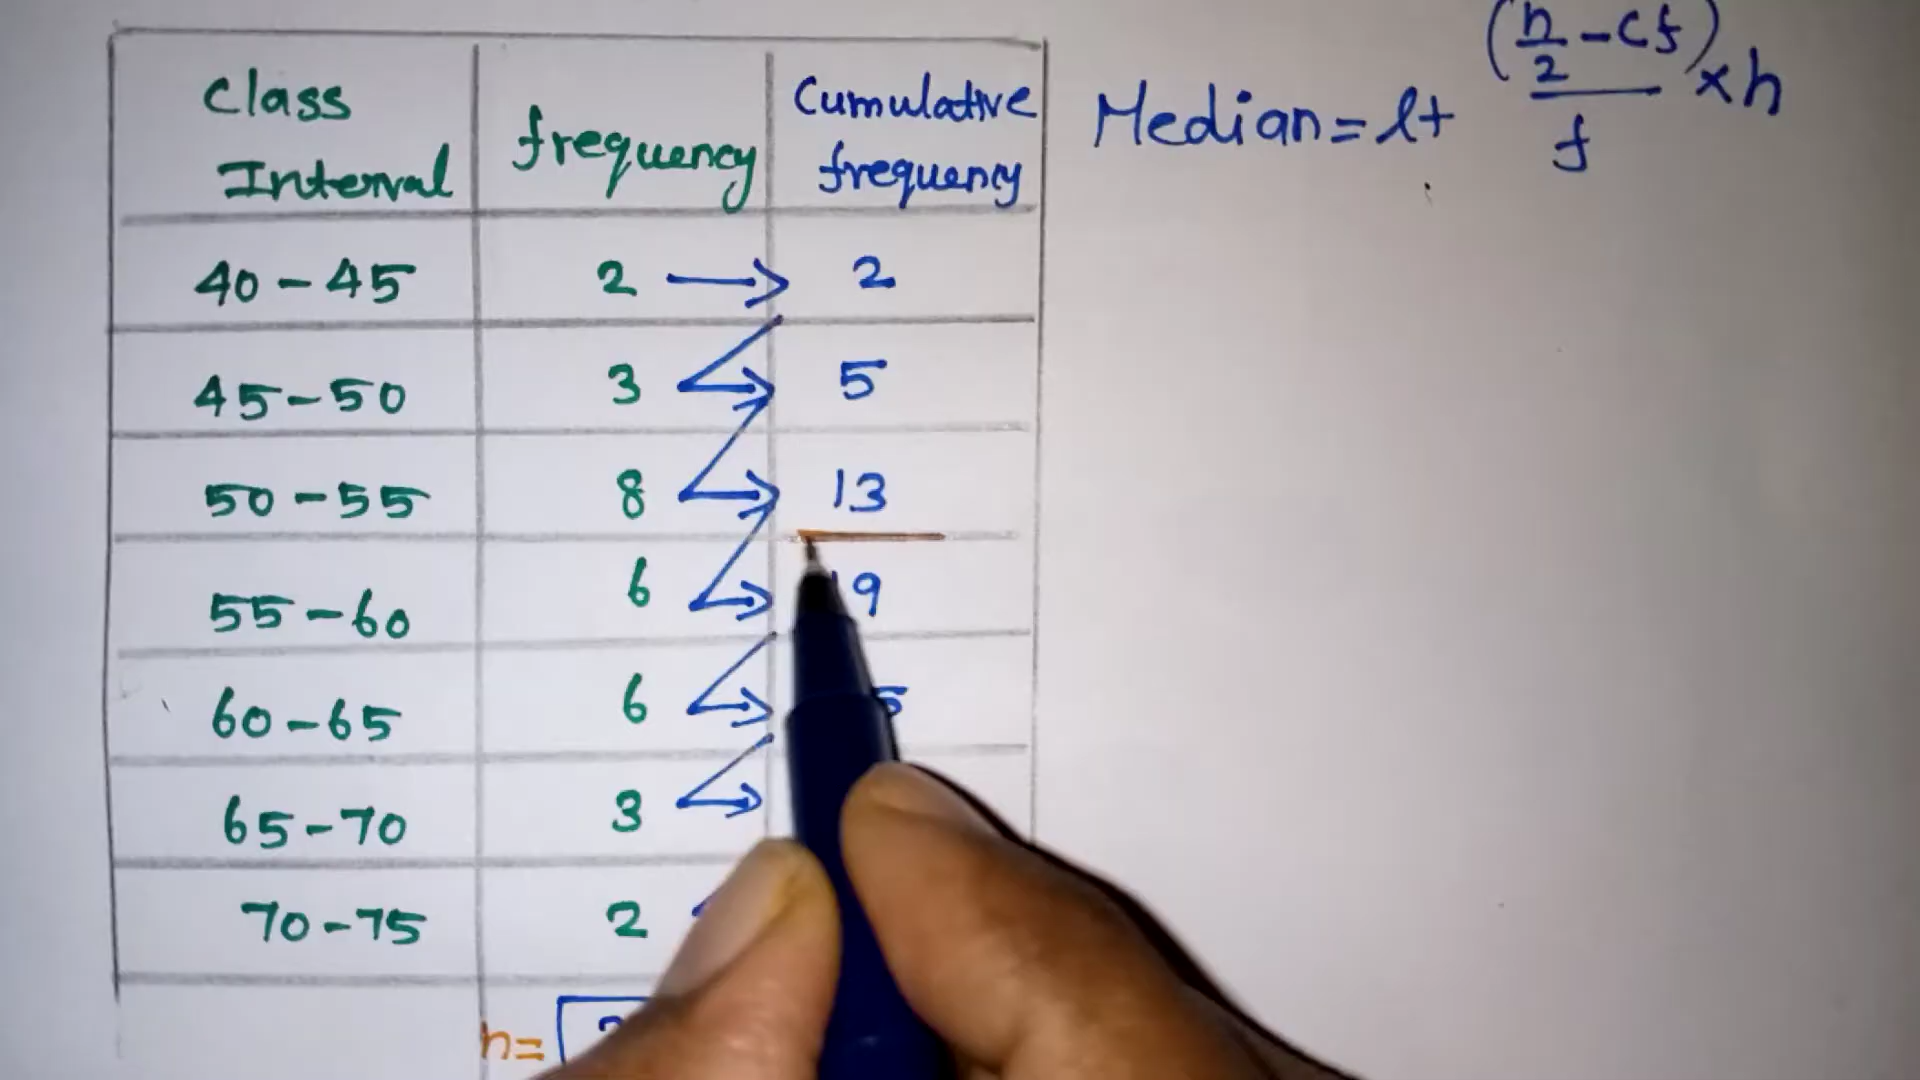 Class Interval
frequency
Cumulative frequency
40-45 2 2
45-50 3 5
50-55 8 13
55-60 6 19
60-65 6
65-70 3
70-75 2
n=
Median = l + (n/2 - cf)/f × h